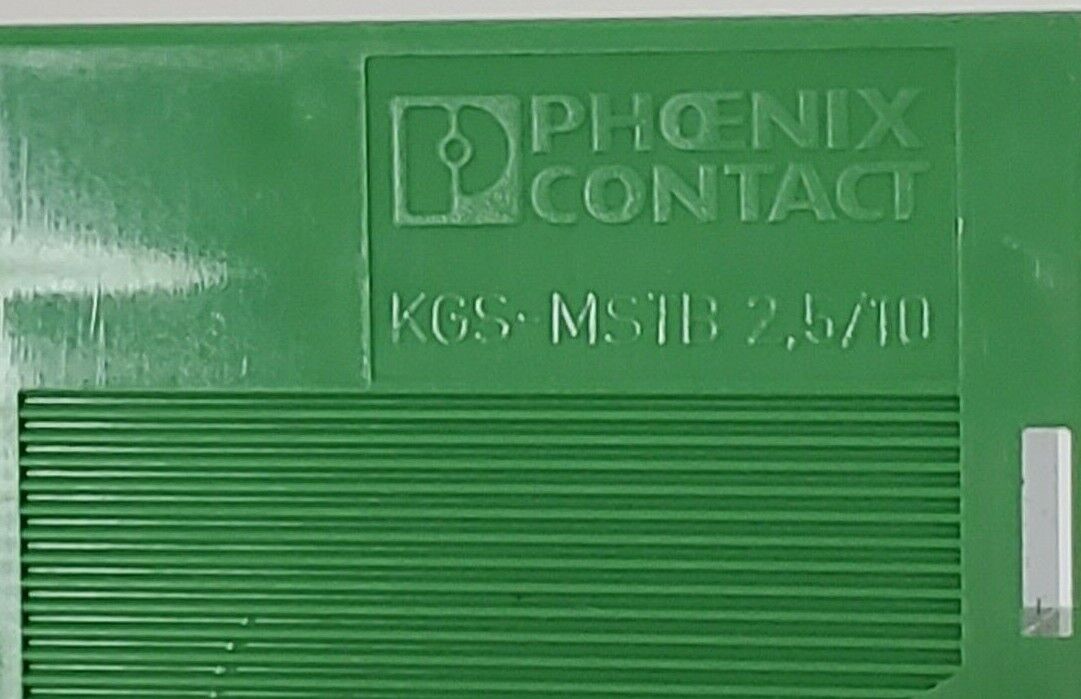 PHŒNIX
CONTACT
KGS-MSTB 2,5/10